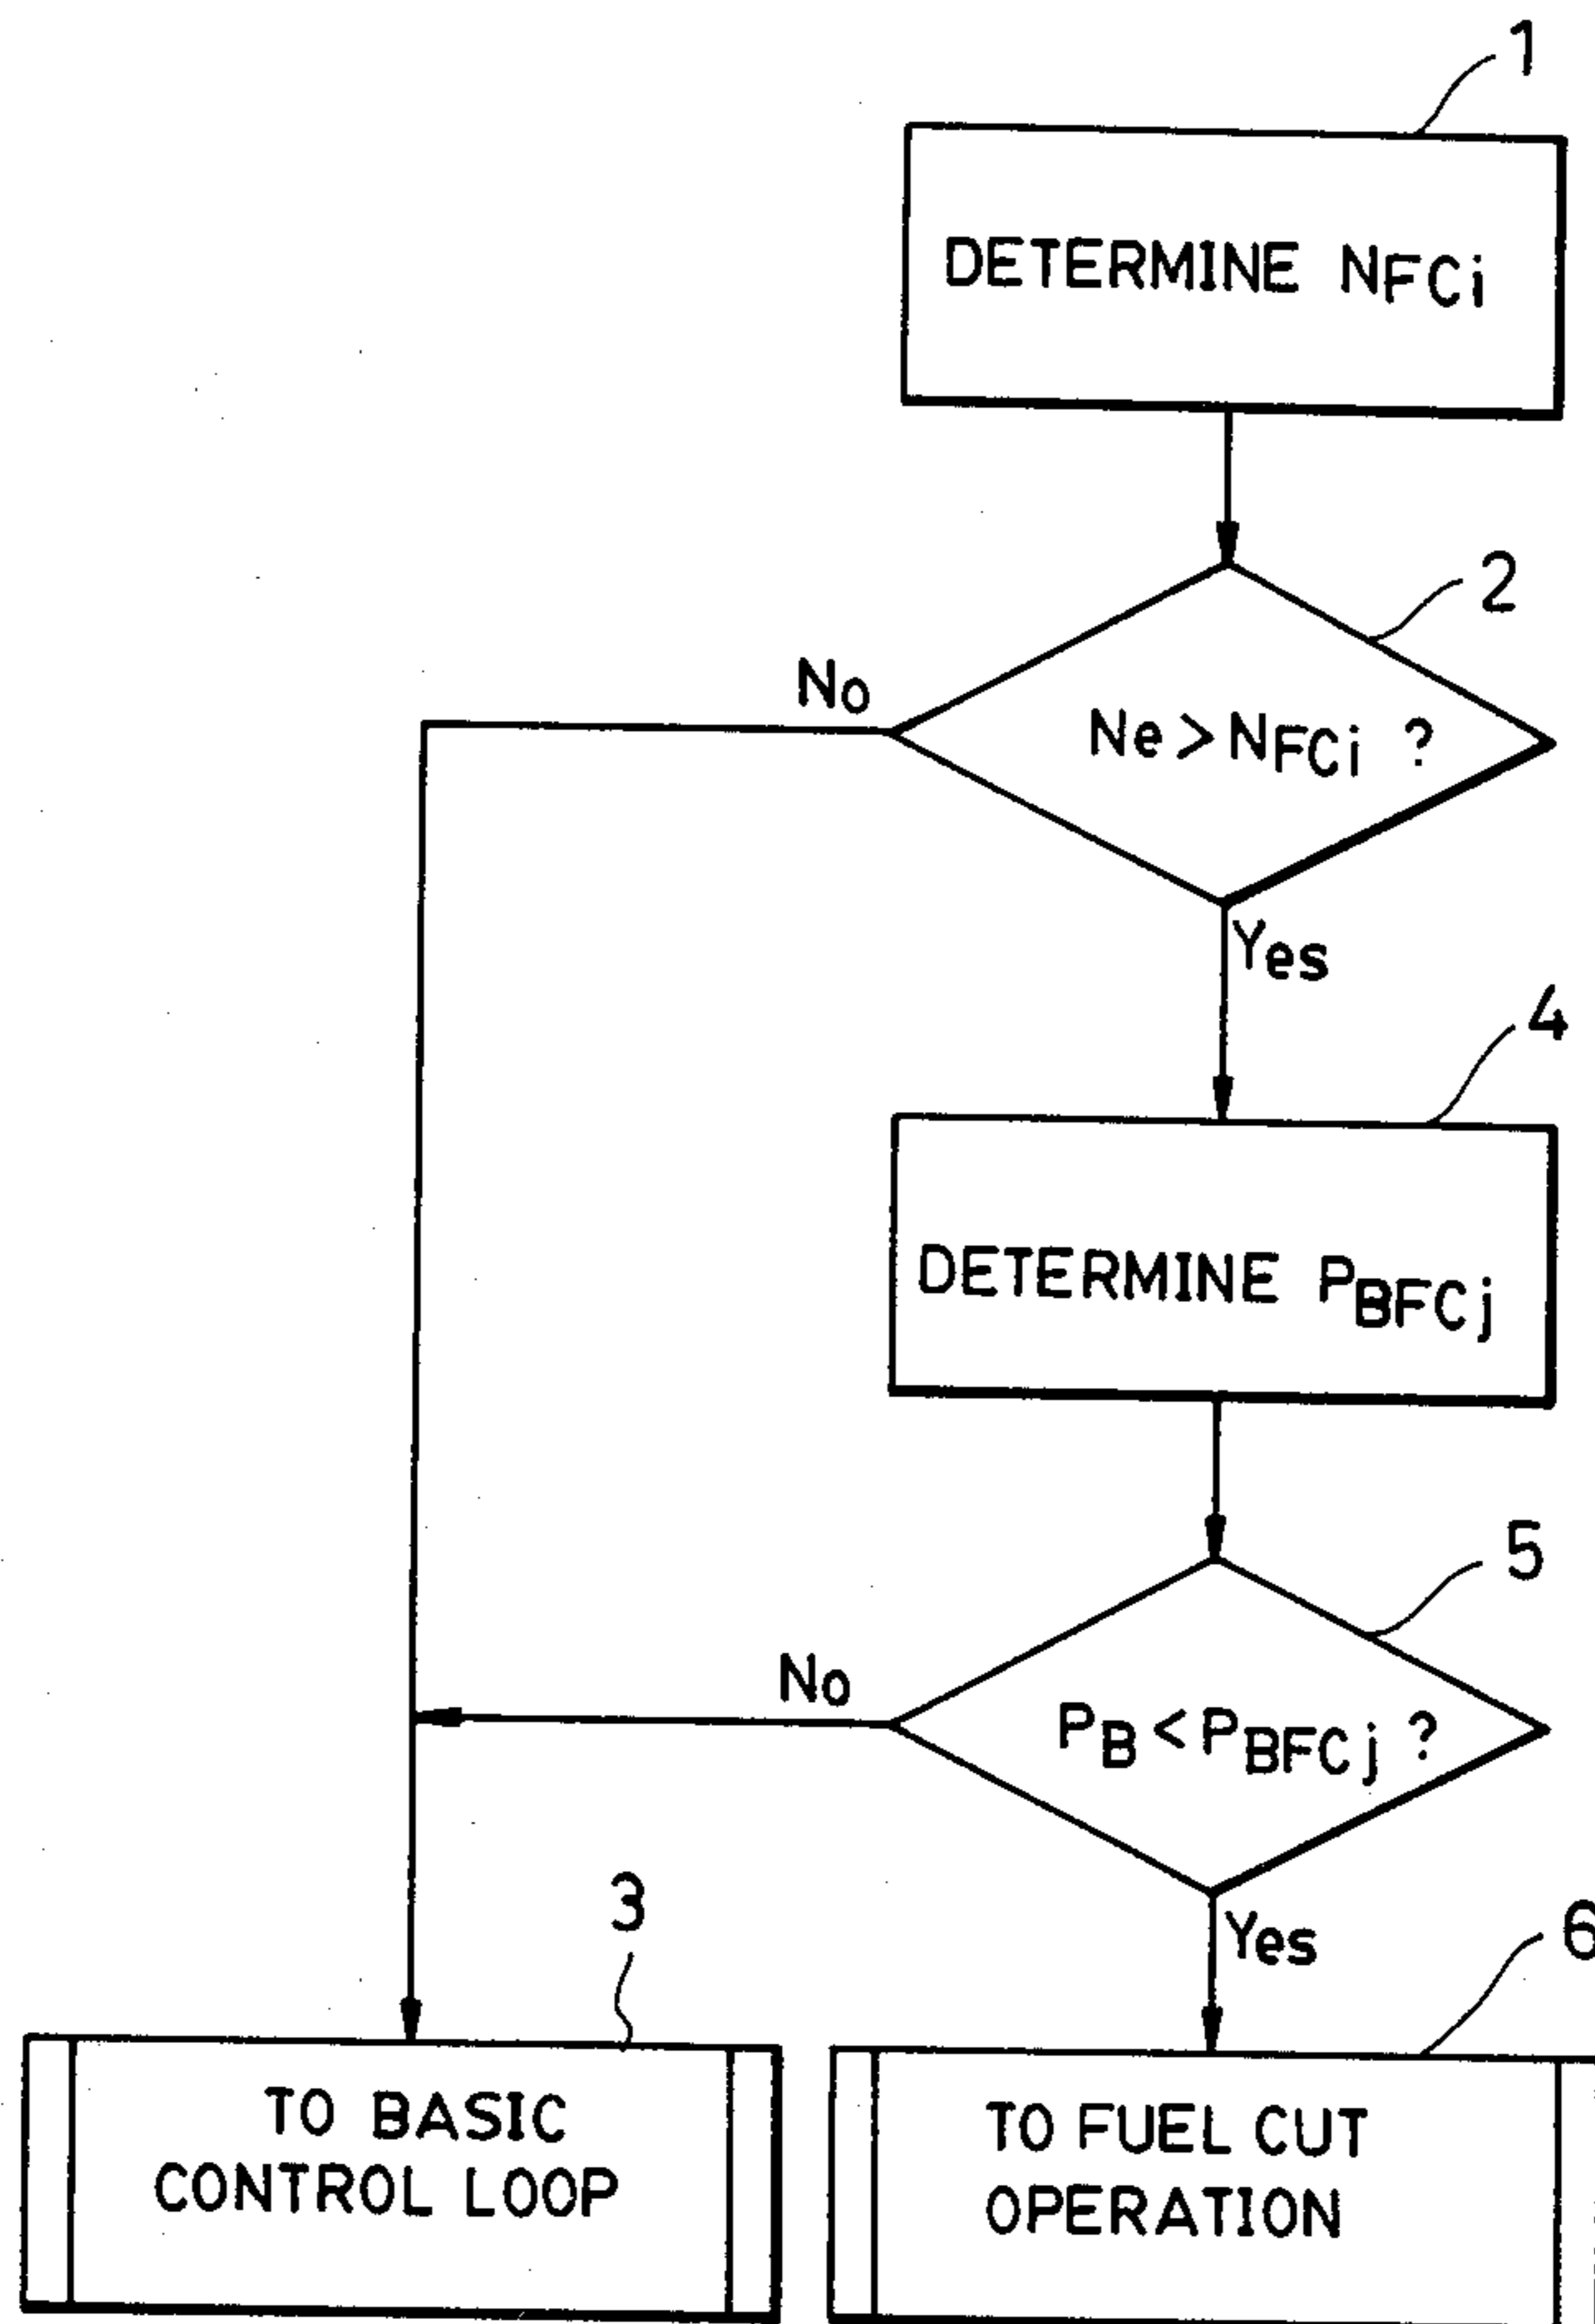 1
DETERMINE NFCi
2
No
Ne > NFCi ?
Yes
4
DETERMINE PBFCj
5
No
PB < PBFCj ?
Yes
3
6
TO BASIC
CONTROL LOOP
TO FUEL CUT
OPERATION